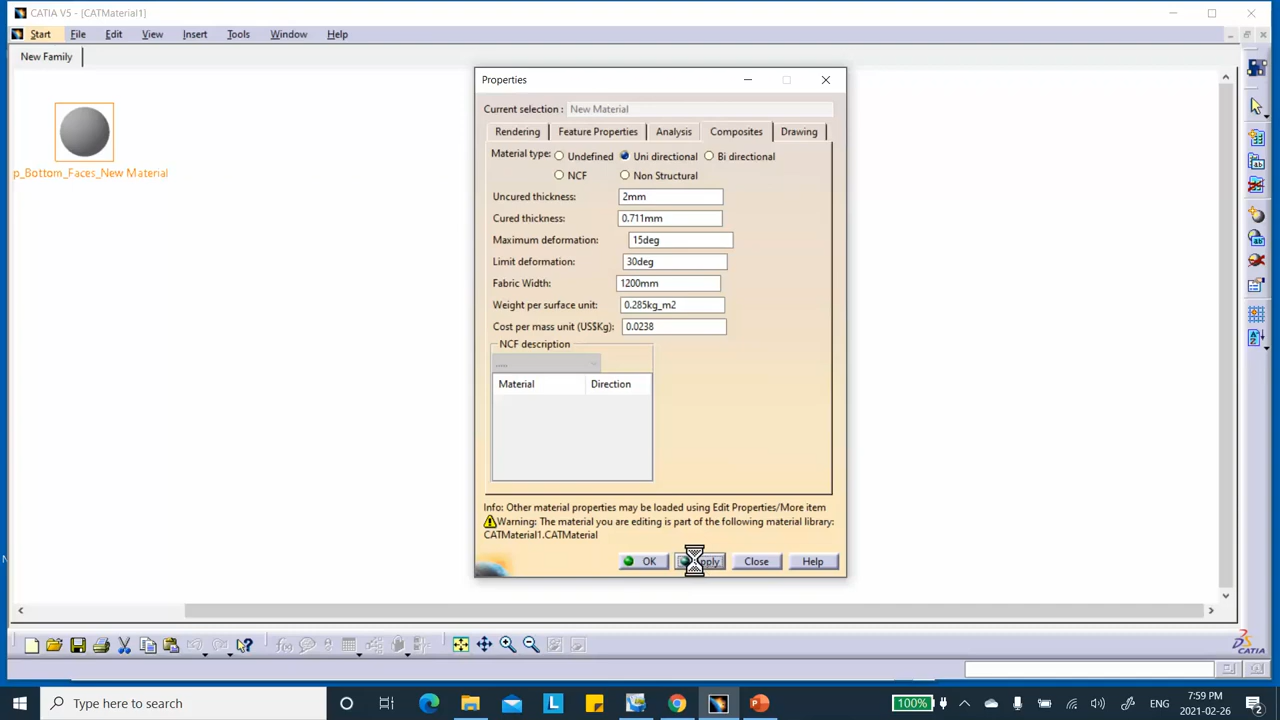 CATIA V5 - [CATMaterial1]
Start File Edit View Insert Tools Window Help
New Family
p_Bottom_Faces_New Material
Properties
Current selection : New Material
Rendering Feature Properties Analysis Composites Drawing
Material type: Undefined Uni directional Bi directional
NCF Non Structural
Uncured thickness: 2mm
Cured thickness: 0.711mm
Maximum deformation: 15deg
Limit deformation: 30deg
Fabric Width: 1200mm
Weight per surface unit: 0.285kg_m2
Cost per mass unit (US$Kg): 0.0238
NCF description
....
Material Direction
Info: Other material properties may be loaded using Edit Properties/More item
Warning: The material you are editing is part of the following material library:
CATMaterial1.CATMaterial
OK Close Help
CATIA
Type here to search
100%
ENG
7:59 PM
2021-02-26
2